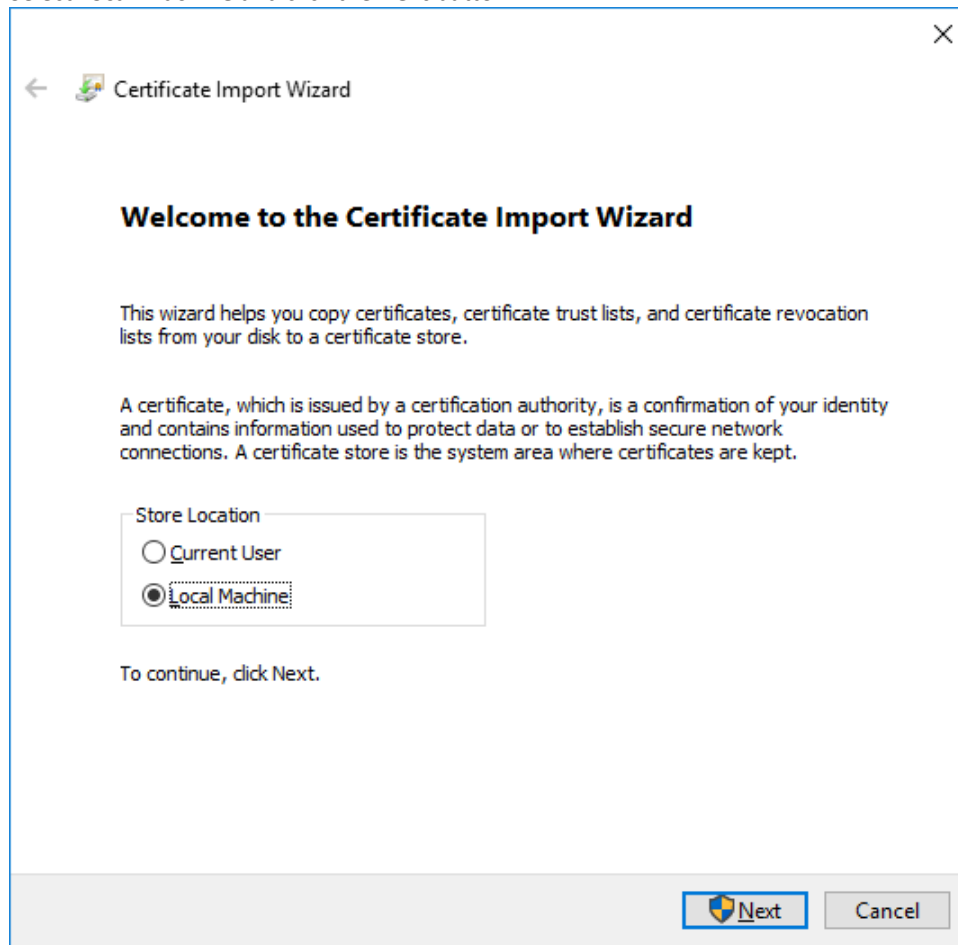 Certificate Import Wizard
Welcome to the Certificate Import Wizard
This wizard helps you copy certificates, certificate trust lists, and certificate revocation
lists from your disk to a certificate store.
A certificate, which is issued by a certification authority, is a confirmation of your identity
and contains information used to protect data or to establish secure network
connections. A certificate store is the system area where certificates are kept.
Store Location
Current User
Local Machine
To continue, click Next.
Next Cancel